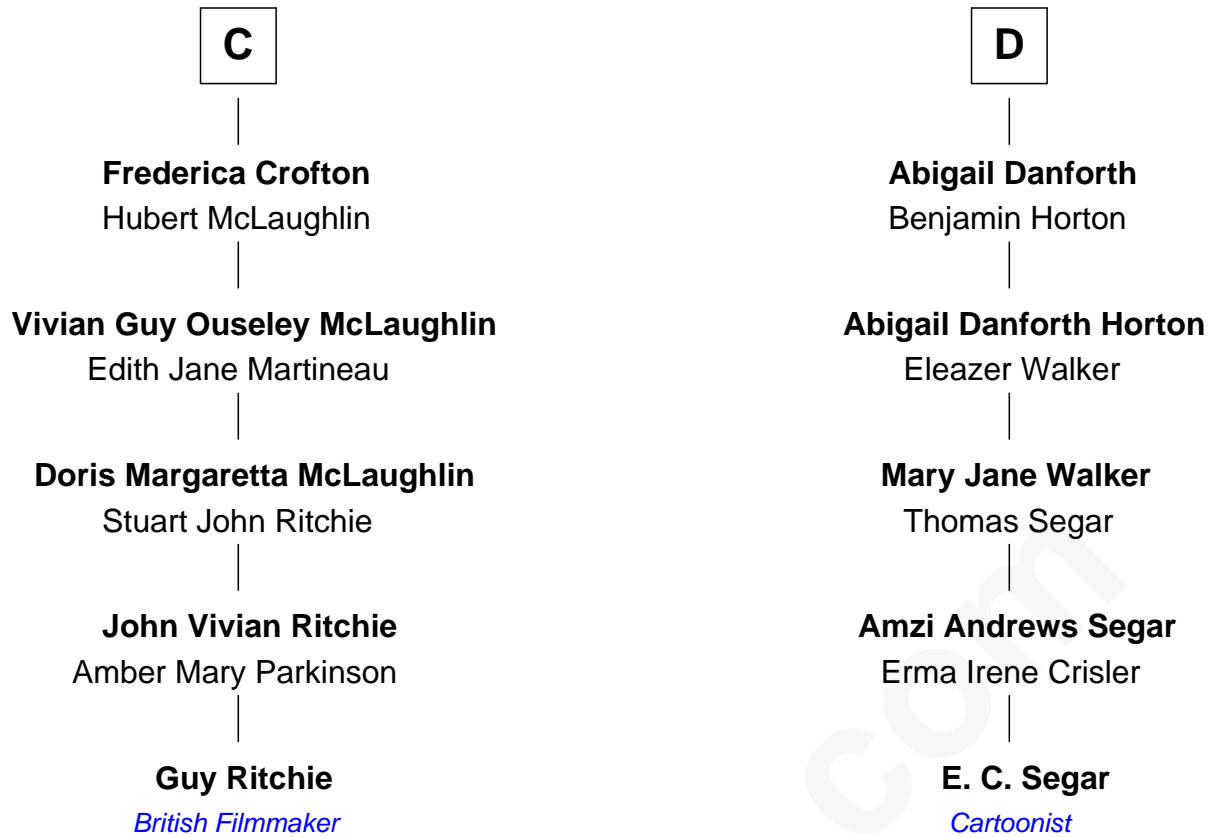 C
Frederica Crofton
Hubert McLaughlin
Vivian Guy Ouseley McLaughlin
Edith Jane Martineau
Doris Margaretta McLaughlin
Stuart John Ritchie
John Vivian Ritchie
Amber Mary Parkinson
Guy Ritchie
British Filmmaker
D
Abigail Danforth
Benjamin Horton
Abigail Danforth Horton
Eleazer Walker
Mary Jane Walker
Thomas Segar
Amzi Andrews Segar
Erma Irene Crisler
E. C. Segar
Cartoonist
com